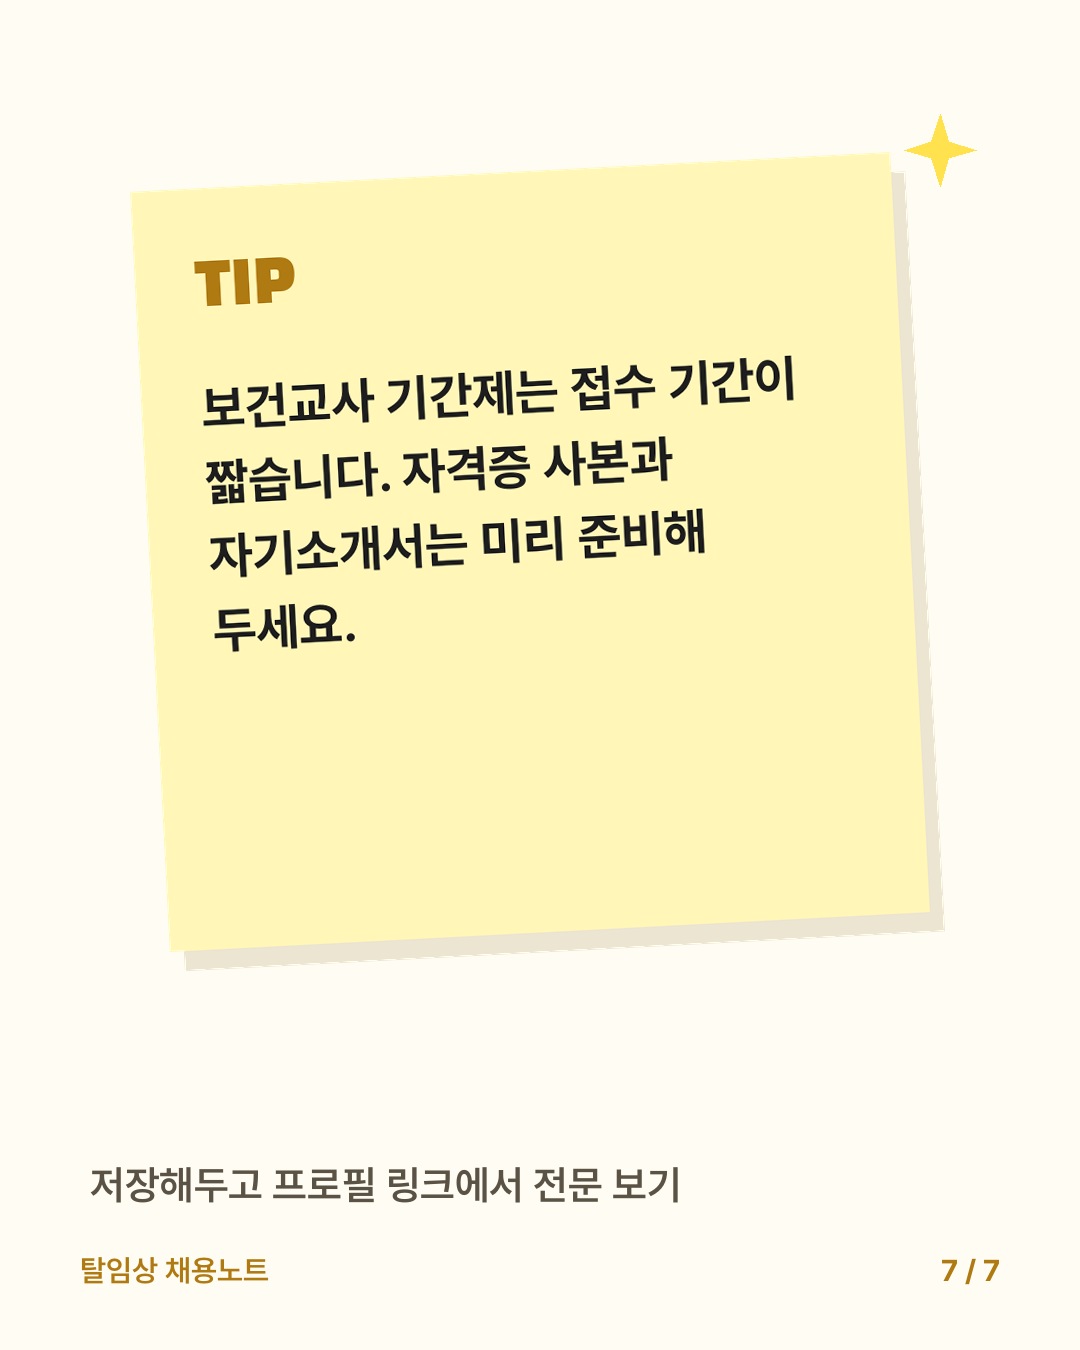 TIP
보건교사 기간제는 접수 기간이
짧습니다. 자격증 사본과
자기소개서는 미리 준비해
두세요.
저장해두고 프로필 링크에서 전문 보기
탈임상 채용노트
7 / 7